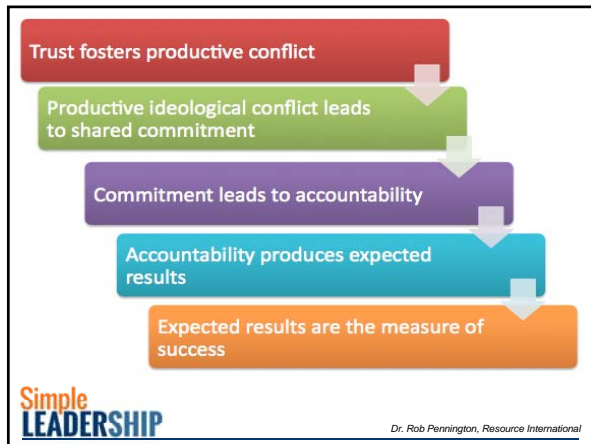 Trust fosters productive conflict
Productive ideological conflict leads
to shared commitment
Commitment leads to accountability
Accountability produces expected
results
Expected results are the measure of
success
Simple
LEADERSHIP
Dr. Rob Pennington, Resource International